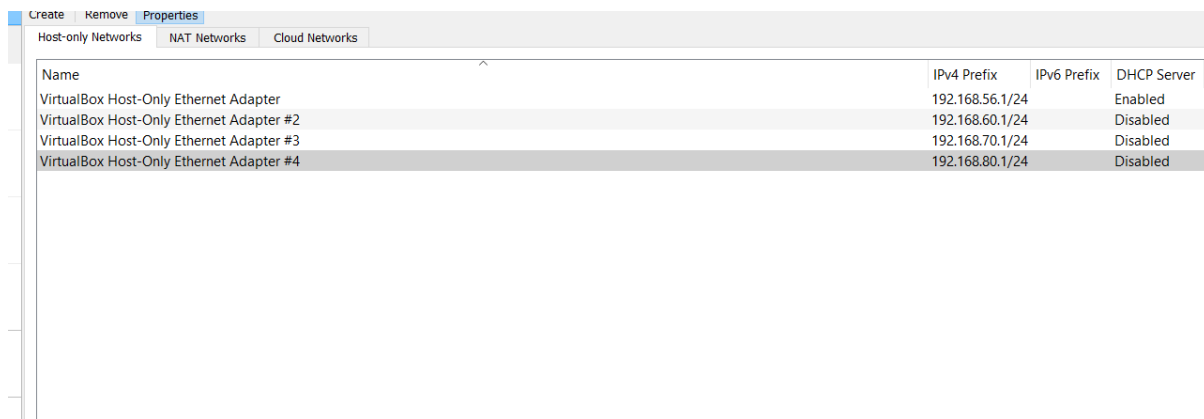 Create Remove Properties
Host-only Networks NAT Networks Cloud Networks
Name IPv4 Prefix IPv6 Prefix DHCP Server
VirtualBox Host-Only Ethernet Adapter 192.168.56.1/24 Enabled
VirtualBox Host-Only Ethernet Adapter #2 192.168.60.1/24 Disabled
VirtualBox Host-Only Ethernet Adapter #3 192.168.70.1/24 Disabled
VirtualBox Host-Only Ethernet Adapter #4 192.168.80.1/24 Disabled